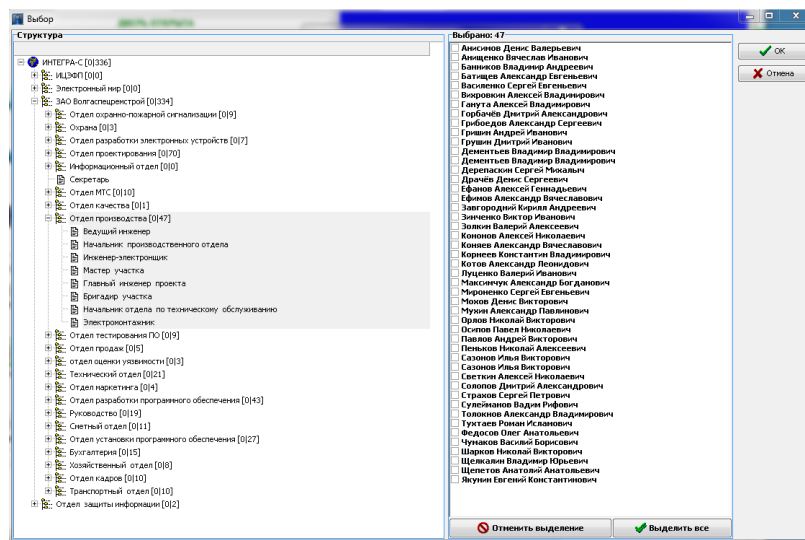 Выбор
Структура
ИНТЕГРА-С [0|336]
ИЦЭФП [0|0]
Электронный мир [0|0]
ЗАО Волгаспецремстрой [0|334]
Отдел охранно-пожарной сигнализации [0|9]
Охрана [0|3]
Отдел разработки электронных устройств [0|7]
Отдел проектирования [0|70]
Информационный отдел [0|0]
Секретарь
Отдел МТС [0|10]
Отдел качества [0|1]
Отдел производства [0|47]
Ведущий инженер
Начальник производственного отдела
Инженер-электронщик
Мастер участка
Главный инженер проекта
Бригадир участка
Начальник отдела по техническому обслуживанию
Электромонтажник
Отдел тестирования ПО [0|9]
Отдел продаж [0|5]
отдел оценки уязвимости [0|3]
Технический отдел [0|21]
Отдел маркетинга [0|4]
Отдел разработки программного обеспечения [0|43]
Руководство [0|19]
Сметный отдел [0|11]
Отдел установки программного обеспечения [0|27]
Бухгалтерия [0|15]
Хозяйственный отдел [0|8]
Отдел кадров [0|10]
Транспортный отдел [0|10]
Отдел защиты информации [0|2]
Выбрано: 47
Анисимов Денис Валерьевич
Анищенко Вячеслав Иванович
Банников Владимир Андреевич
Батищев Александр Евгеньевич
Василенко Сергей Евгеньевич
Вихровкин Алексей Владимирович
Ганута Алексей Владимирович
Горбачёв Дмитрий Александрович
Грибоедов Александр Сергеевич
Гришин Андрей Иванович
Грушин Дмитрий Иванович
Дементьев Владимир Владимирович
Дементьев Владимир Владимирович
Дерепаскин Сергей Михалыч
Драчёв Денис Сергеевич
Ефанов Алексей Геннадьевич
Ефимов Александр Вячеславович
Завгородний Кирилл Андреевич
Зинченко Виктор Иванович
Золкин Валерий Алексеевич
Кононов Алексей Николаевич
Коняев Александр Вячеславович
Корнеев Константин Владимирович
Котов Александр Леонидович
Луценко Валерий Иванович
Максимчук Александр Богданович
Мироненко Сергей Евгеньевич
Мохов Денис Викторович
Мухин Александр Павлинович
Орлов Николай Викторович
Осипов Павел Николаевич
Павлов Андрей Викторович
Пеньков Николай Алексеевич
Сазонов Илья Викторович
Сазонов Илья Викторович
Светкин Алексей Николаевич
Солопов Дмитрий Александрович
Страхов Сергей Петрович
Сулейманов Вадим Рифович
Толокнов Александр Владимирович
Тухтаев Роман Исламович
Федосов Олег Анатольевич
Чумаков Василий Борисович
Шарков Николай Викторович
Щелкалин Владимир Юрьевич
Щепетов Анатолий Анатольевич
Якунин Евгений Константинович
Отменить выделение
Выделить все
OK
Отмена